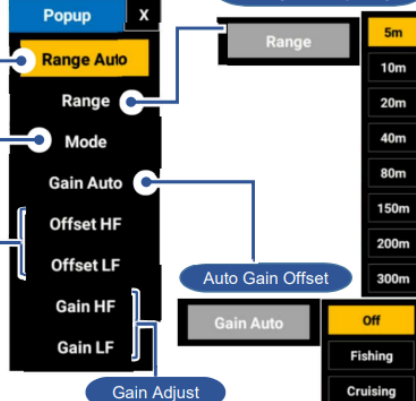 Popup X
Range Auto
Range
Mode
Gain Auto
Offset HF
Offset LF
Gain HF
Gain LF
Gain Adjust
Range
5m
10m
20m
40m
80m
150m
200m
300m
Auto Gain Offset
Gain Auto
Off
Fishing
Cruising